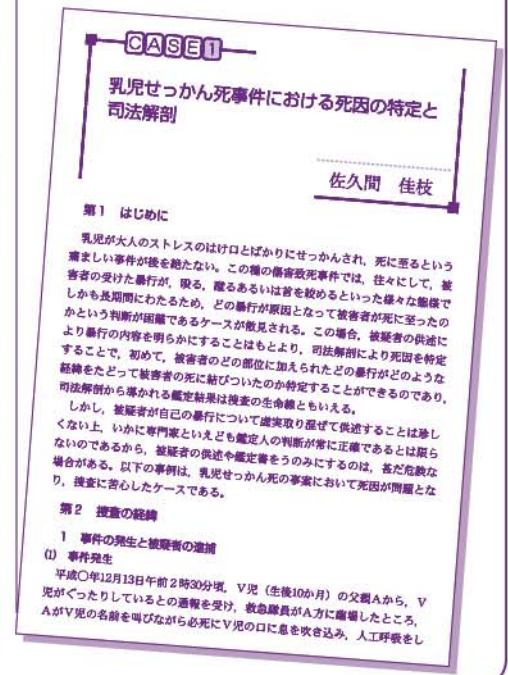 CASE1
乳児せっかん死事件における死因の特定と
司法解剖
佐久間 佳枝
第1 はじめに
乳児が大人のストレスのはけ口とばかりにせっかんされ，死に至るという
痛ましい事件が後を絶たない。この種の傷害致死事件では，往々にして，被
害者の受けた暴行が，殴る，蹴るあるいは首を絞めるといった様々な態様で
しかも長期間にわたるため，どの暴行が原因となって被害者が死に至ったの
かという判断が困難であるケースが散見される。この場合，被疑者の供述に
より暴行の内容を明らかにすることはもとより，司法解剖により死因を特定
することで，初めて，被害者のどの部位に加えられたどの暴行がどのような
経緯をたどって被害者の死に結びついたのか特定することができるのであり，
司法解剖から導かれる鑑定結果は捜査の生命線ともいえる。
しかし，被疑者が自己の暴行について虚実取り混ぜて供述することは珍し
くない上，いかに専門家といえども鑑定人の判断が常に正確であるとは限ら
ないのであるから，被疑者の供述や鑑定書をうのみにするのは，甚だ危険な
場合がある。以下の事例は，乳児せっかん死の事案において死因が問題とな
り，捜査に苦心したケースである。
第2 捜査の経緯
1 事件の発生と被疑者の逮捕
(1) 事件発生
平成○年12月13日午前2時30分頃，V児（生後10か月）の父親Aから，V
児がぐったりしているとの通報を受け，救急隊員がA方に臨場したところ，
AがV児の名前を叫びながら必死にV児の口に息を吹き込み，人工呼吸をし